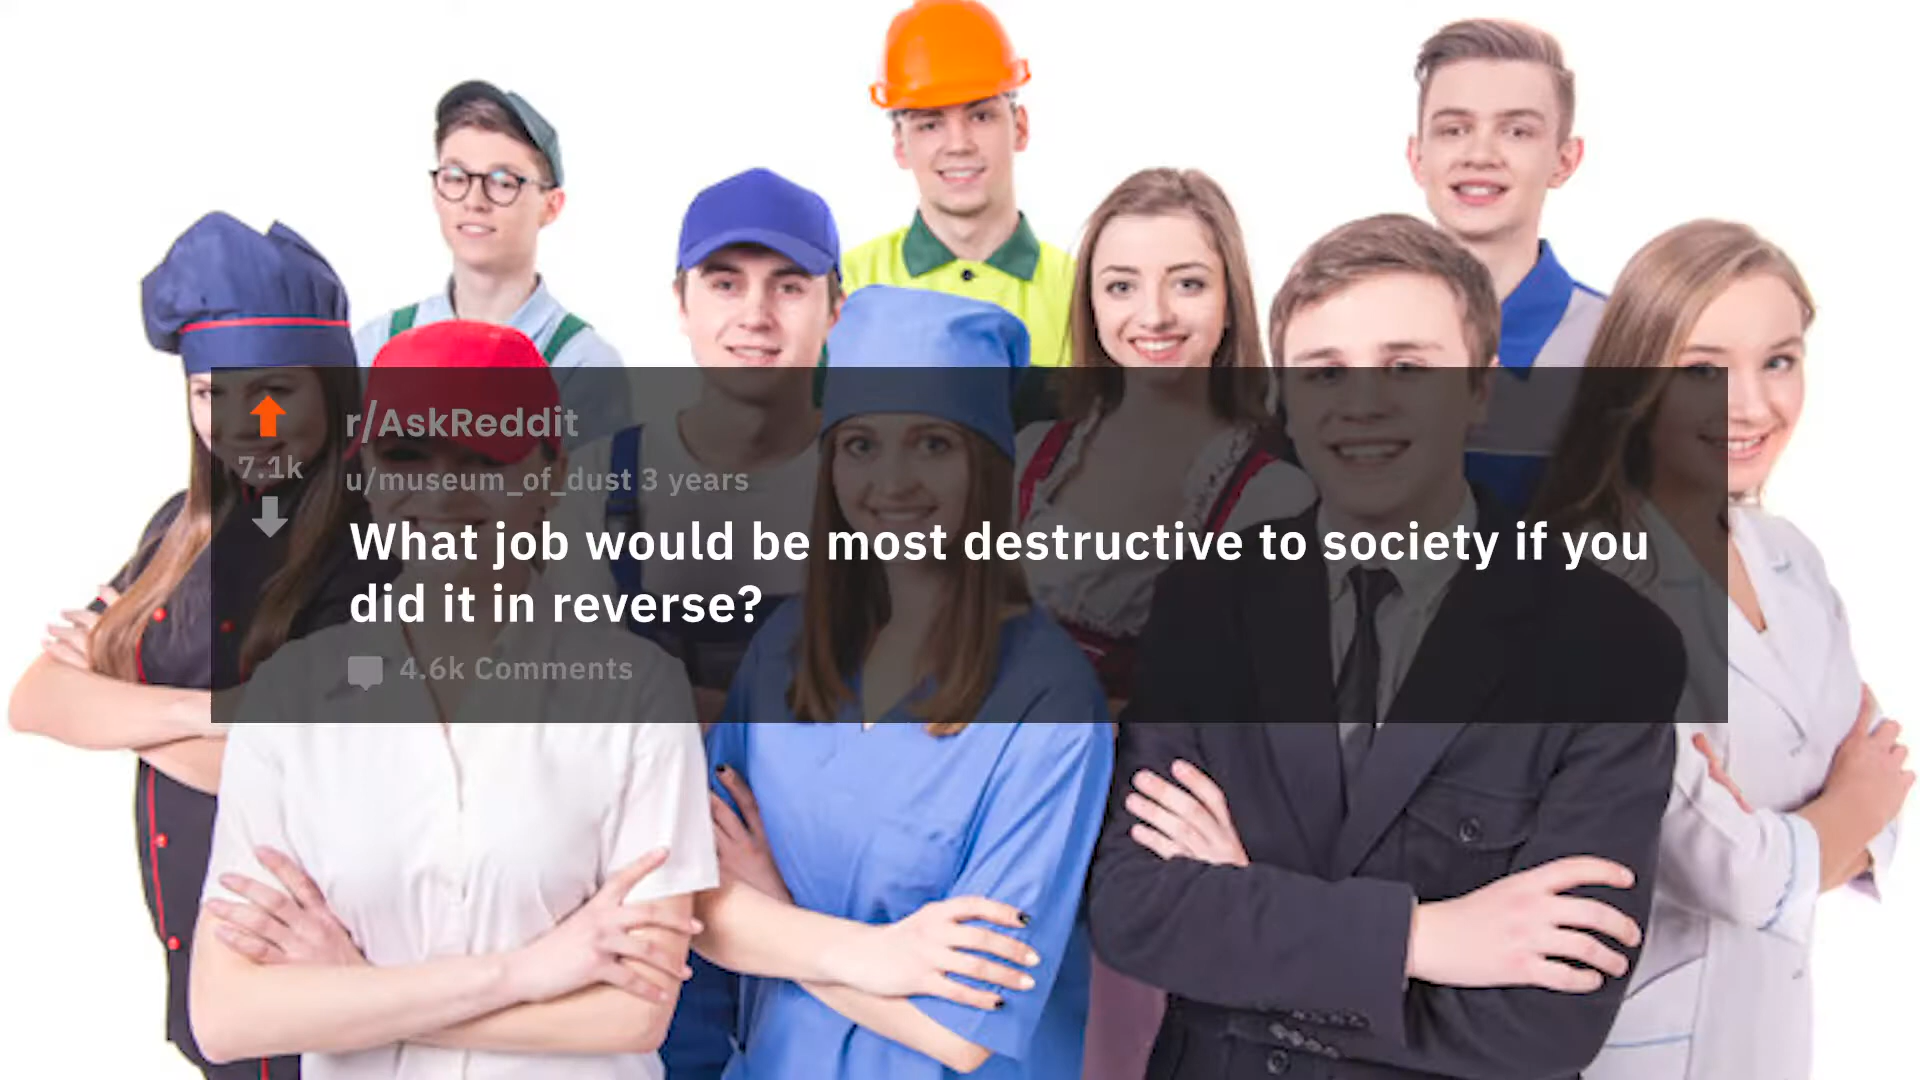 r/AskReddit
7.1k
u/museum_of_dust 3 years
What job would be most destructive to society if you
did it in reverse?
4.6k Comments